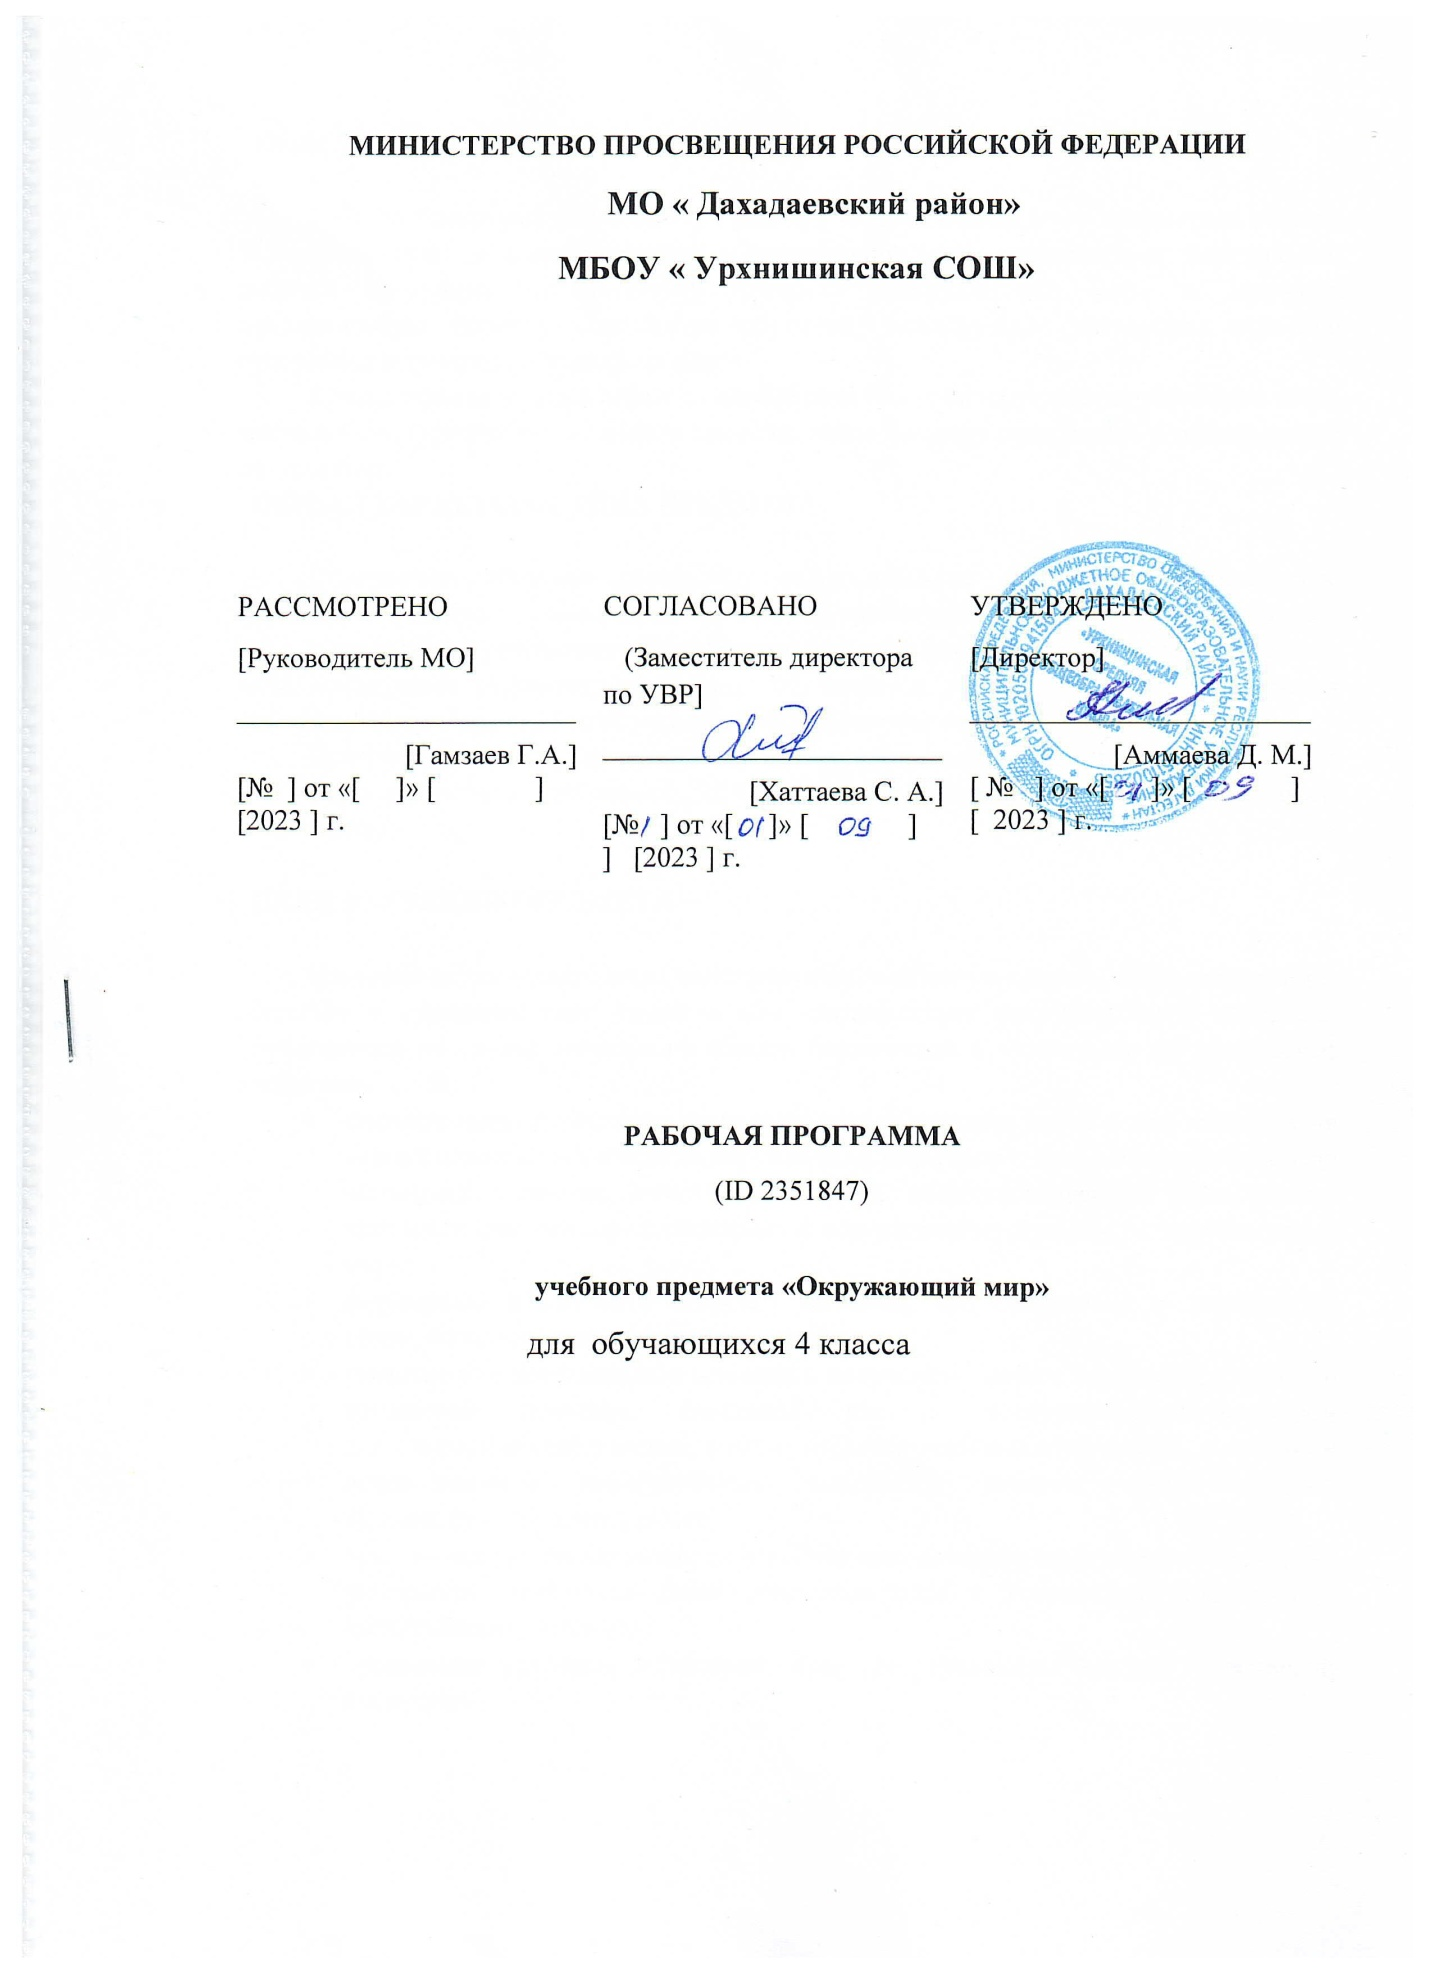 МИНИСТЕРСТВО ПРОСВЕЩЕНИЯ РОССИЙСКОЙ ФЕДЕРАЦИИ
МО « Дахадаевский район»
МБОУ « Урхнишинская СОШ»
РАССМОТРЕНО
[Руководитель МО]
[Гамзаев Г.А.]
[№ ] от «[ ]» [ ]
[2023 ] г.
СОГЛАСОВАНО
(Заместитель директора
по УВР]
[Хаттаева С. А.]
[№1 ] от «[01]» [ 09 ]
] [2023 ] г.
УТВЕРЖДЕНО
[Директор]
[Аммаева Д. М.]
[ № ] от «[ ]» [ 09 ]
[ 2023 ] г.
РАБОЧАЯ ПРОГРАММА
(ID 2351847)
учебного предмета «Окружающий мир»
для обучающихся 4 класса